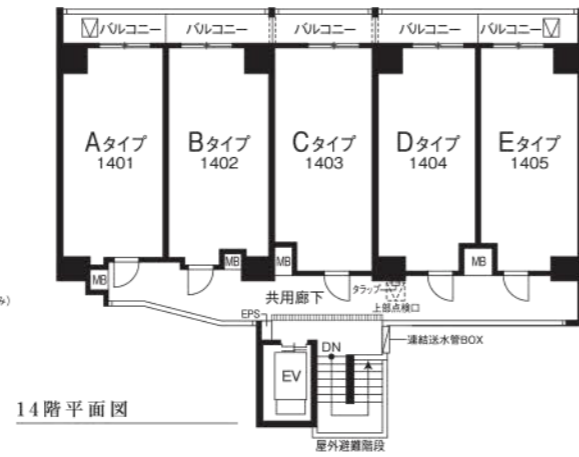 バルコニー バルコニー バルコニー バルコニー バルコニー
Aタイプ
1401
Bタイプ
1402
Cタイプ
1403
Dタイプ
1404
Eタイプ
1405
MB MB MB MB
タラップ
上部点検口
共用廊下
み）
EPS
連結送水管BOX
DN
EV
14階平面図
屋外避難階段